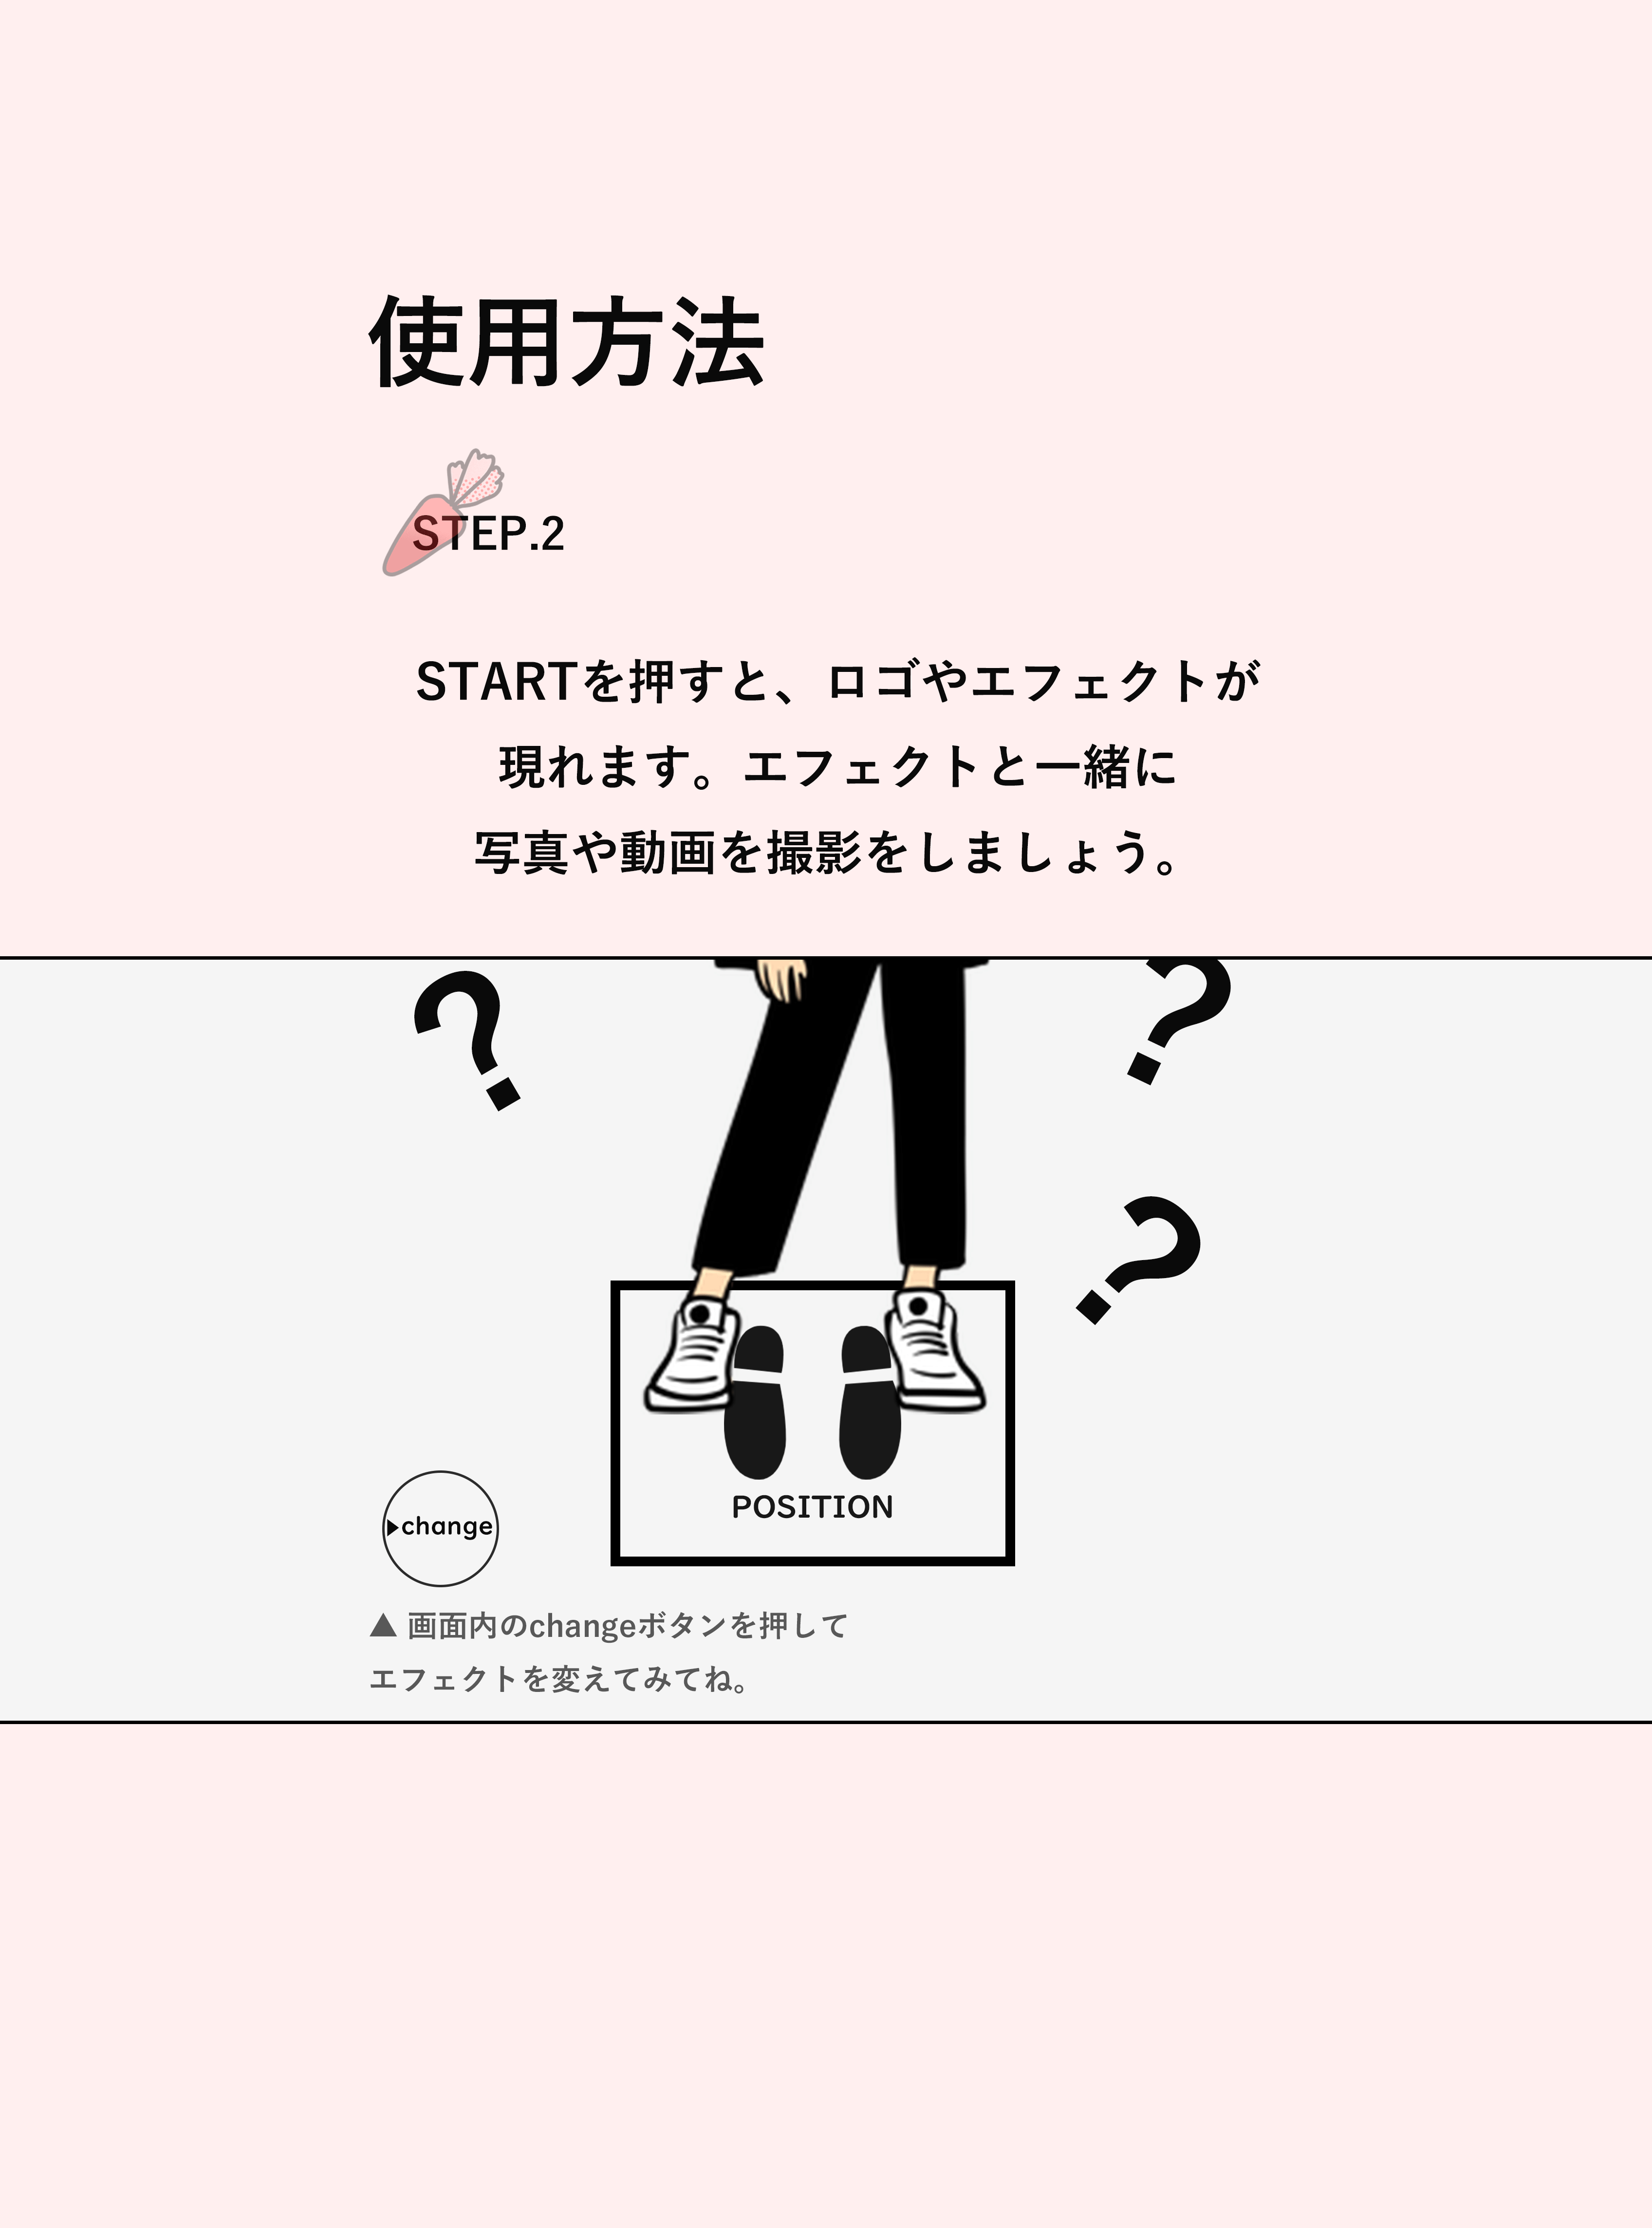 使用方法
STEP.2
STARTを押すと、ロゴやエフェクトが
現れます。エフェクトと一緒に
写真や動画を撮影をしましょう。
?
?
?
POSITION
▶change
▲ 画面内のchangeボタンを押して
エフェクトを変えてみてね。